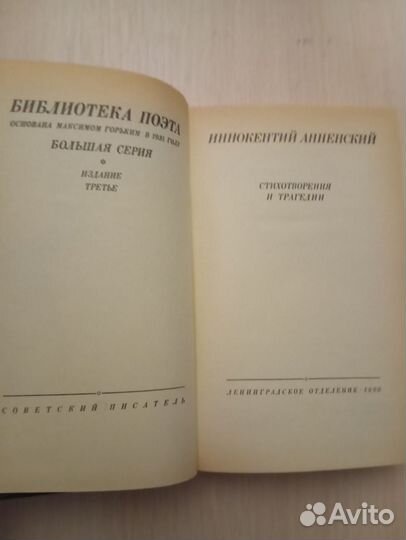 БИБЛИОТЕКА ПОЭТА
ОСНОВАНА МАКСИМОМ ГОРЬКИМ В 1931 ГОДУ
БОЛЬШАЯ СЕРИЯ
ИЗДАНИЕ
ТРЕТЬЕ
СОВЕТСКИЙ ПИСАТЕЛЬ
ИННОКЕНТИЙ АННЕНСКИЙ
СТИХОТВОРЕНИЯ
И ТРАГЕДИИ
ЛЕНИНГРАДСКОЕ ОТДЕЛЕНИЕ
Avito